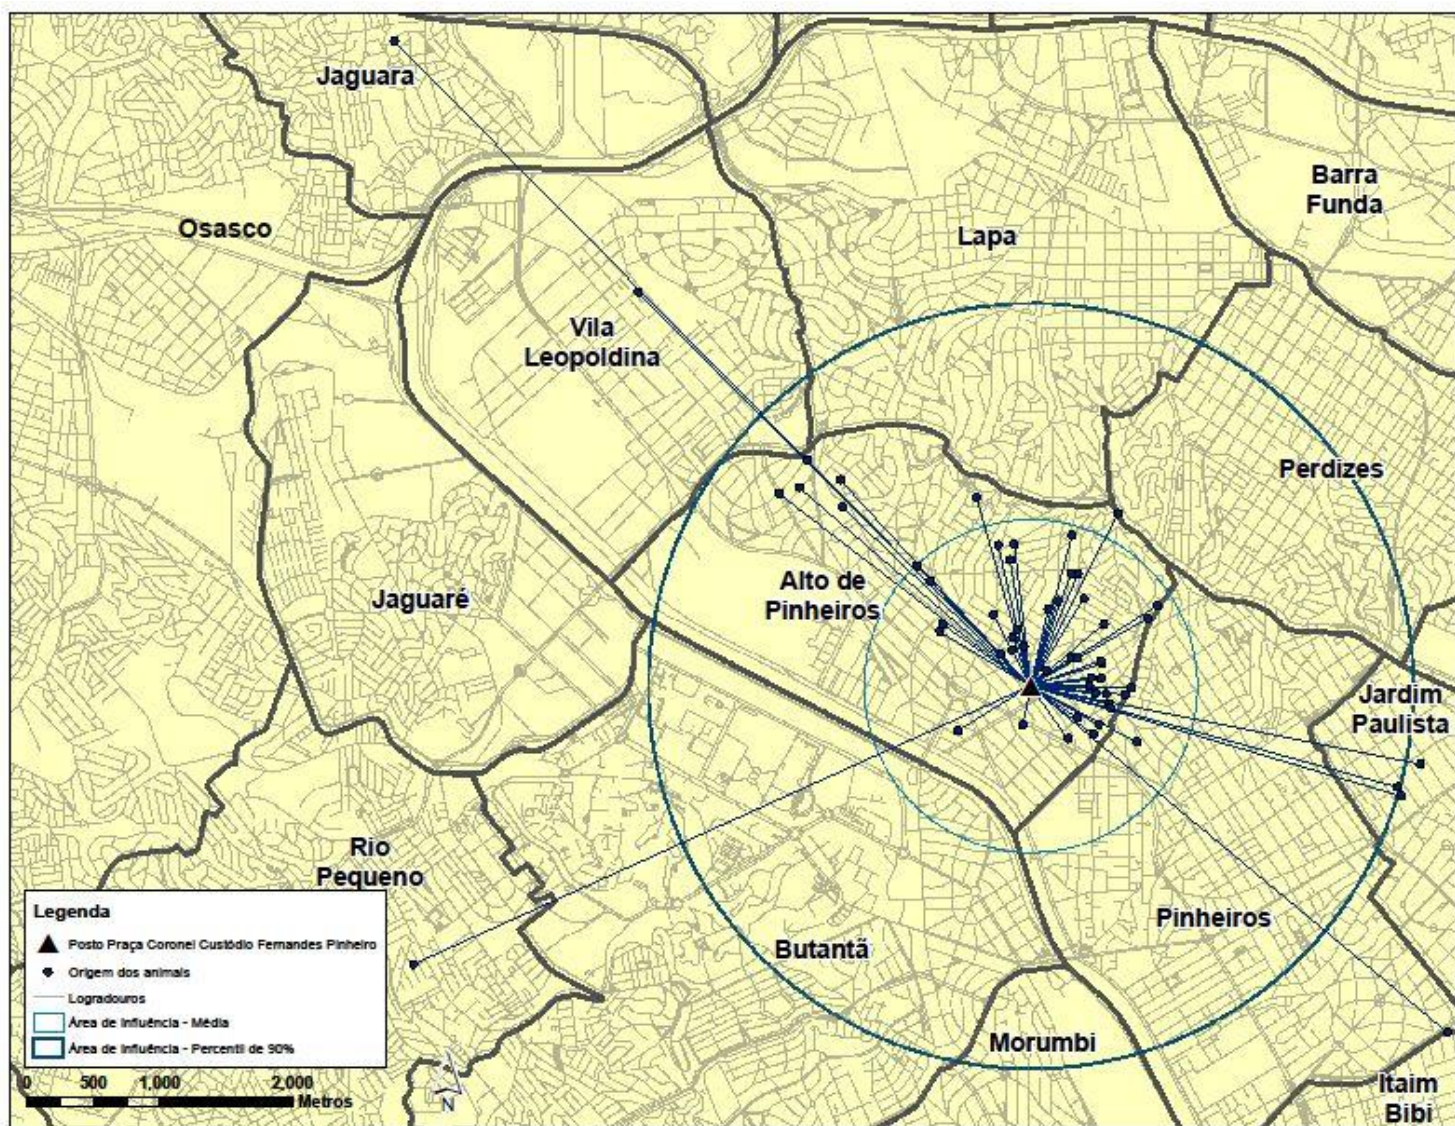 Jaguara
Barra
Funda
Osasco
Lapa
Vila
Leopoldina
Perdizes
Alto de
Pinheiros
Jaguaré
Jardim
Paulista
Rio
Pequeno
Pinheiros
Butantã
Morumbi
Itaim
Bibi
Legenda
Posto Praça Coronel Custódio Fernandes Pinheiro
Origem dos animais
Logradouros
Área de Influência - Média
Área de Influência - Percentil de 90%
0 500 1,000 2,000
Metros
N